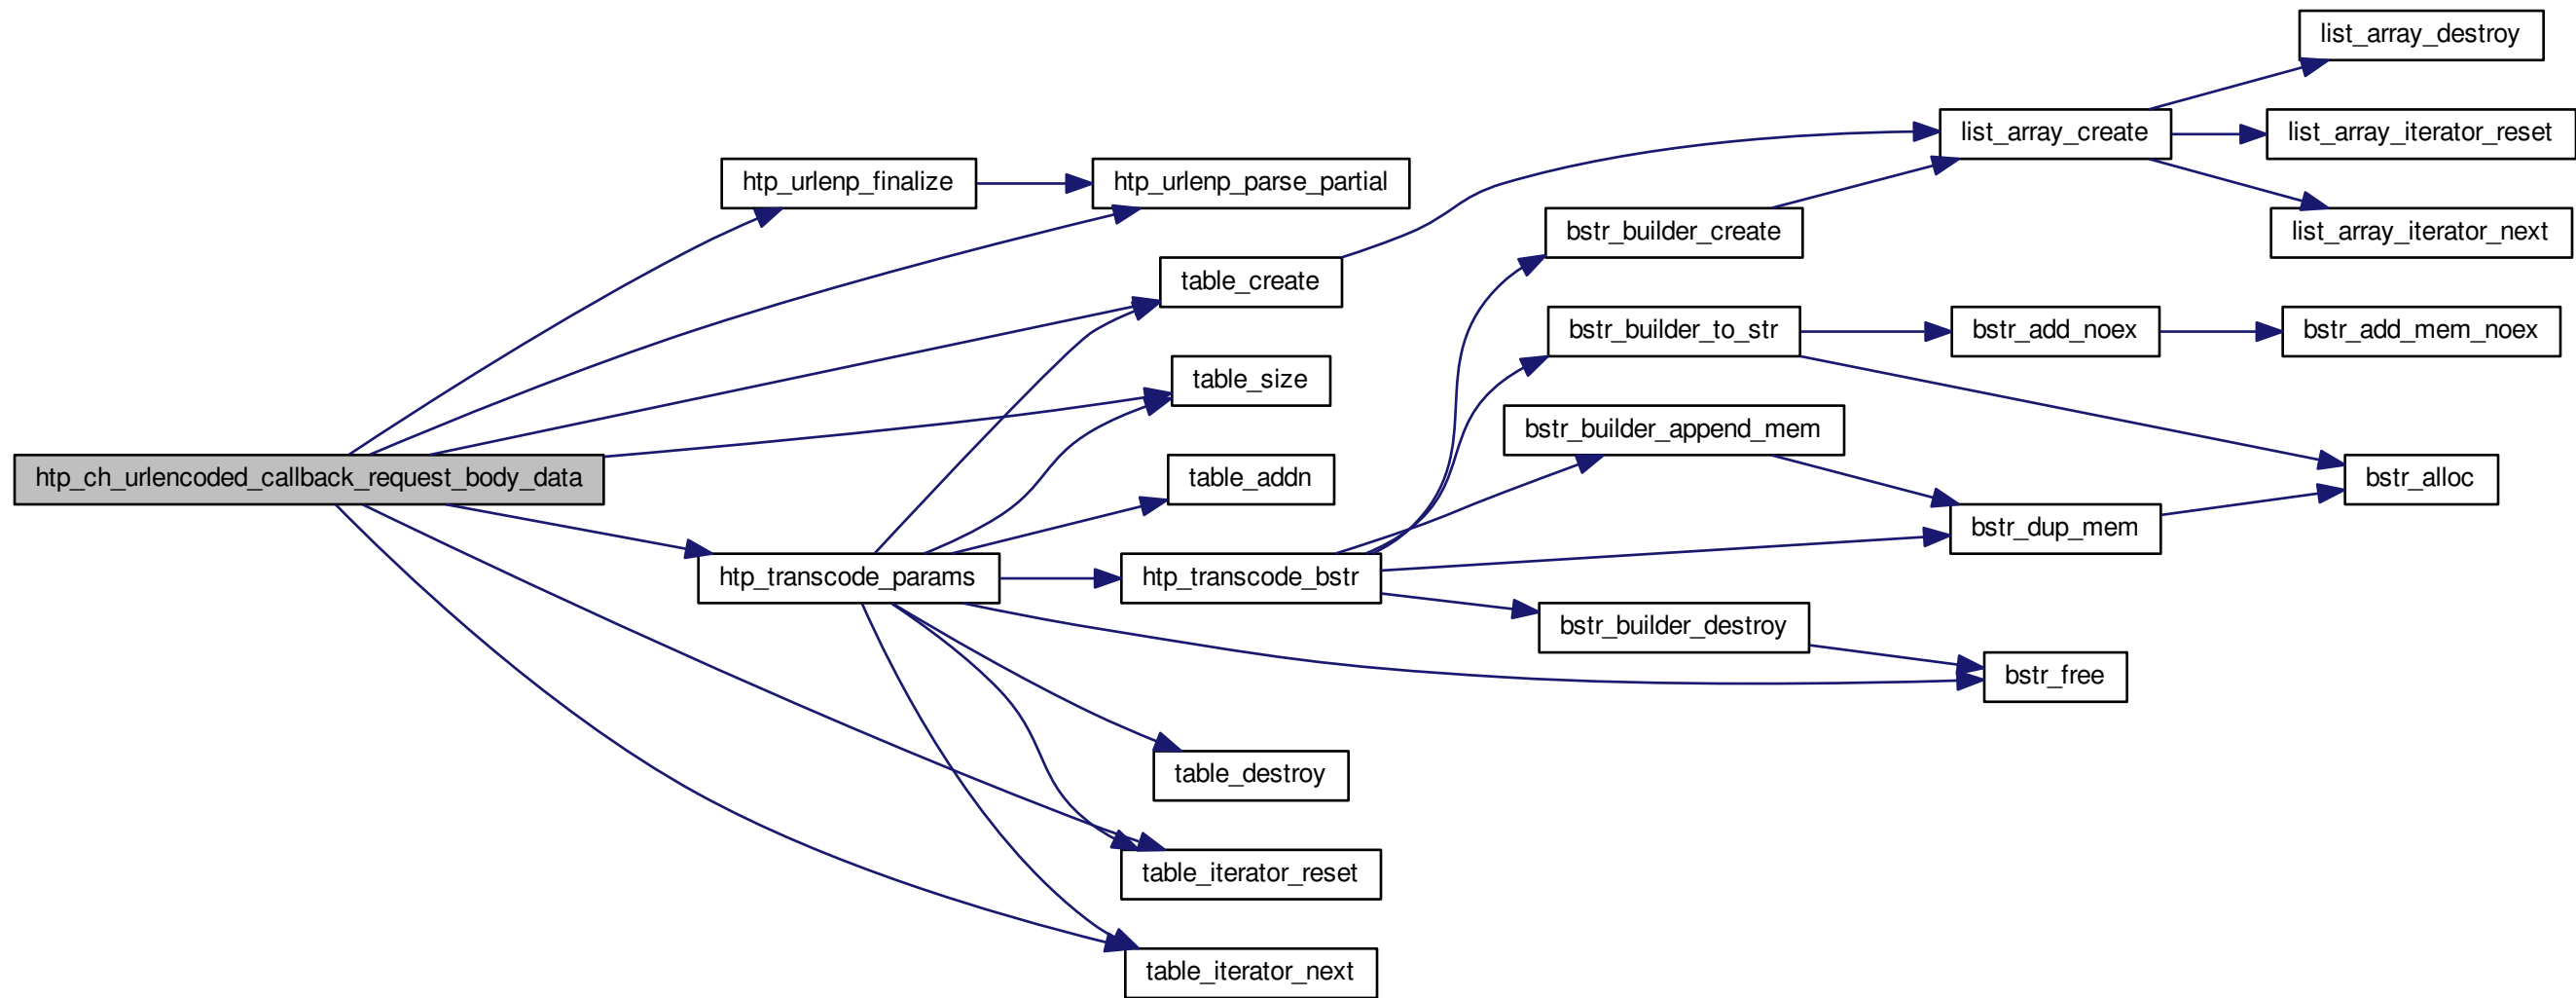 list_array_destroy
list_array_create
list_array_iterator_reset
htp_urlenp_finalize
htp_urlenp_parse_partial
bstr_builder_create
list_array_iterator_next
table_create
bstr_builder_to_str
bstr_add_noex
bstr_add_mem_noex
table_size
bstr_builder_append_mem
htp_ch_urlencoded_callback_request_body_data
table_addn
bstr_alloc
bstr_dup_mem
htp_transcode_params
htp_transcode_bstr
bstr_builder_destroy
bstr_free
table_destroy
table_iterator_reset
table_iterator_next